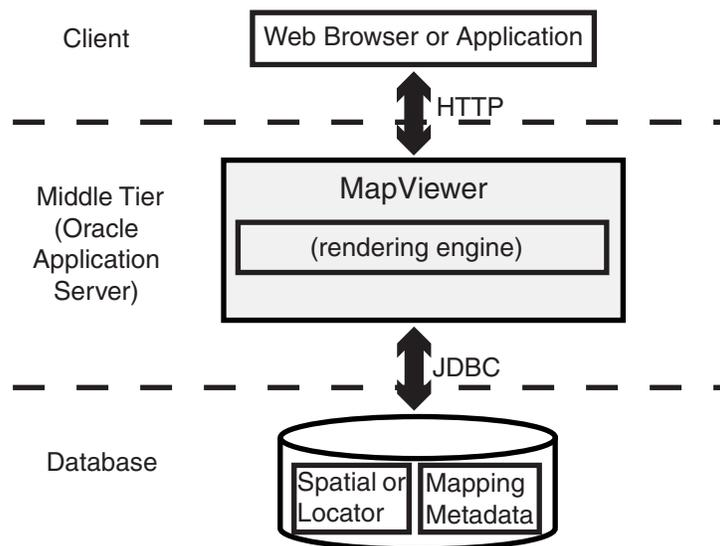 Client
Web Browser or Application
HTTP
Middle Tier
(Oracle
Application
Server)
MapViewer
(rendering engine)
JDBC
Database
Spatial or
Locator
Mapping
Metadata